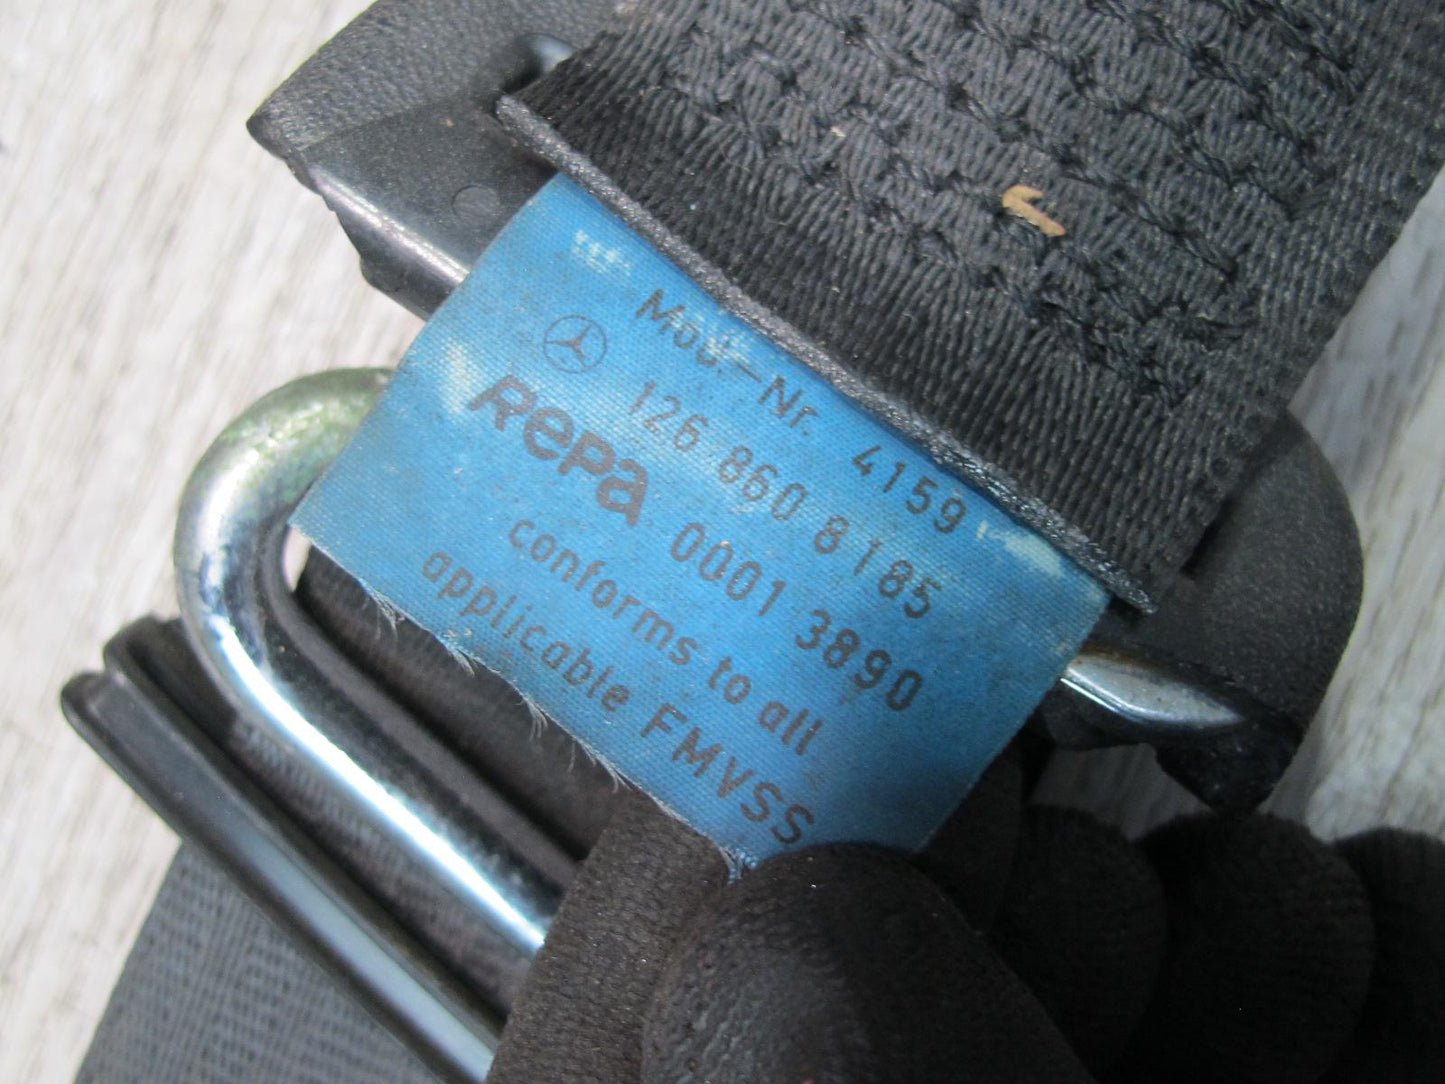 Mod.-Nr. 4159
126 860 8185
Repa 0001 3890
conforms to all
applicable FMVSS